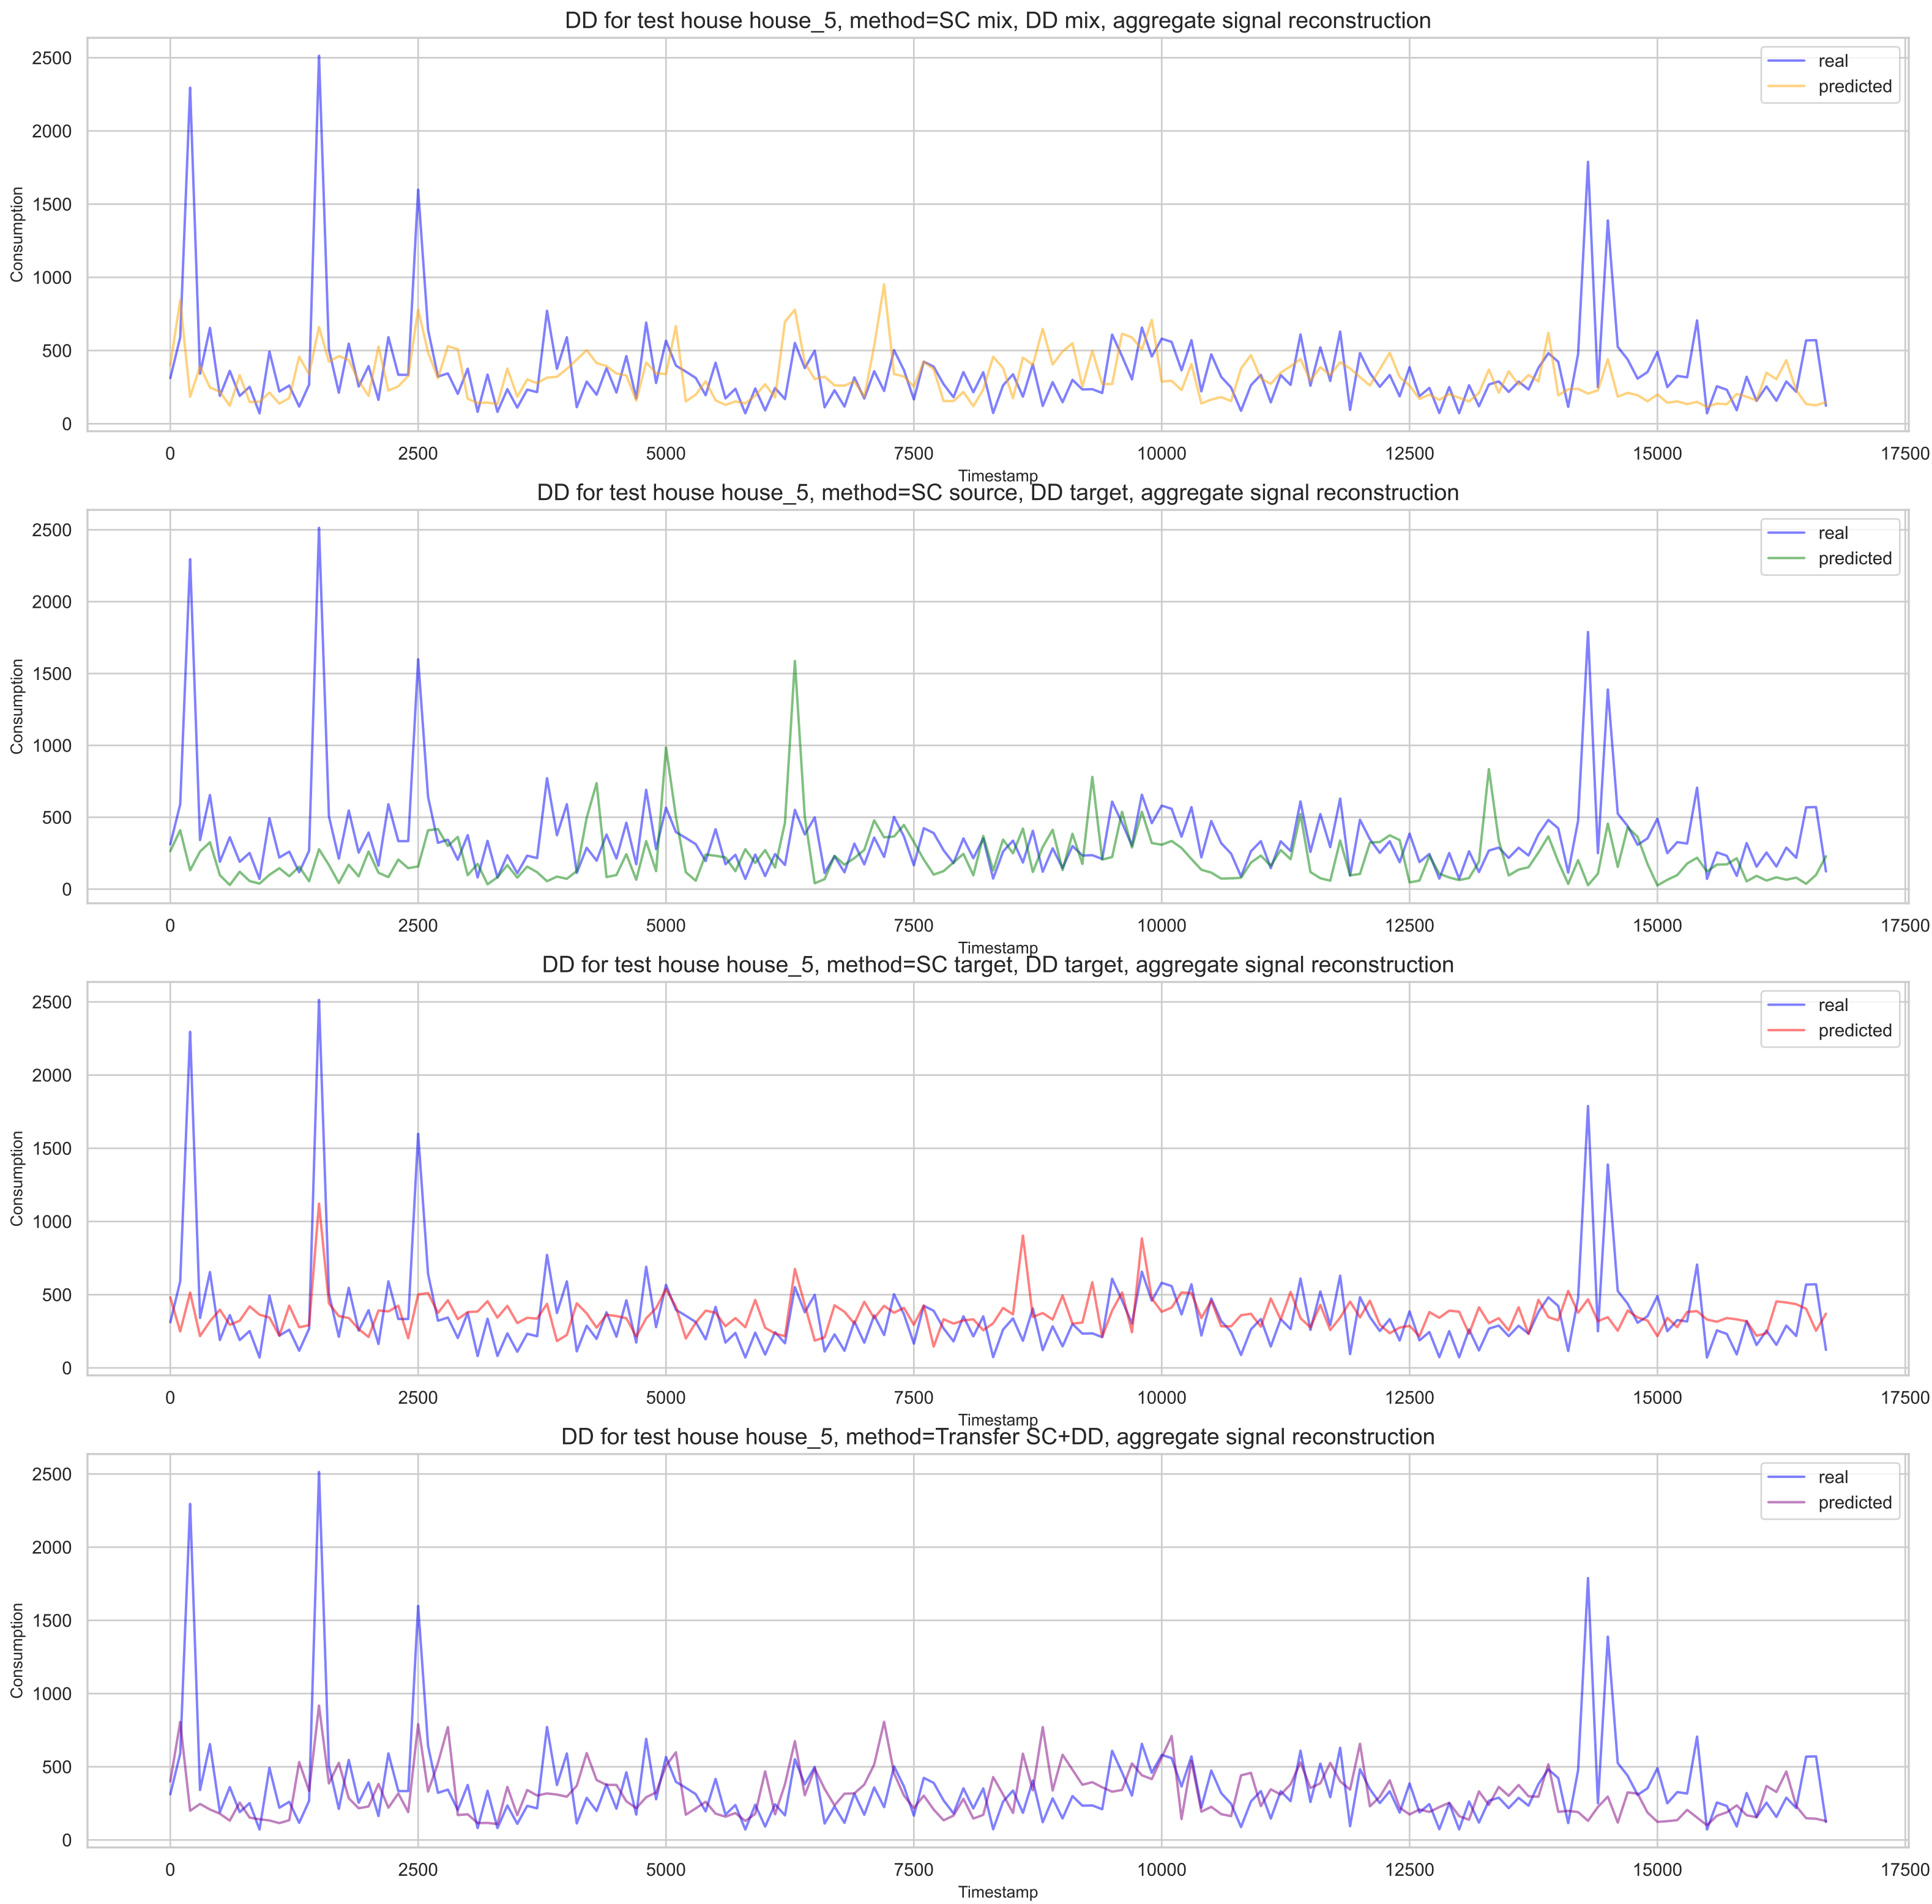 DD for test house house_5, method=SC mix, DD mix, aggregate signal reconstruction
real
predicted
2500
2000
1500
1000
500
0
Consumption
0 2500 5000 7500 10000 12500 15000 17500
Timestamp
DD for test house house_5, method=SC source, DD target, aggregate signal reconstruction
real
predicted
2500
2000
1500
1000
500
0
Consumption
0 2500 5000 7500 10000 12500 15000 17500
Timestamp
DD for test house house_5, method=SC target, DD target, aggregate signal reconstruction
real
predicted
2500
2000
1500
1000
500
0
Consumption
0 2500 5000 7500 10000 12500 15000 17500
Timestamp
DD for test house house_5, method=Transfer SC+DD, aggregate signal reconstruction
real
predicted
2500
2000
1500
1000
500
0
Consumption
0 2500 5000 7500 10000 12500 15000 17500
Timestamp